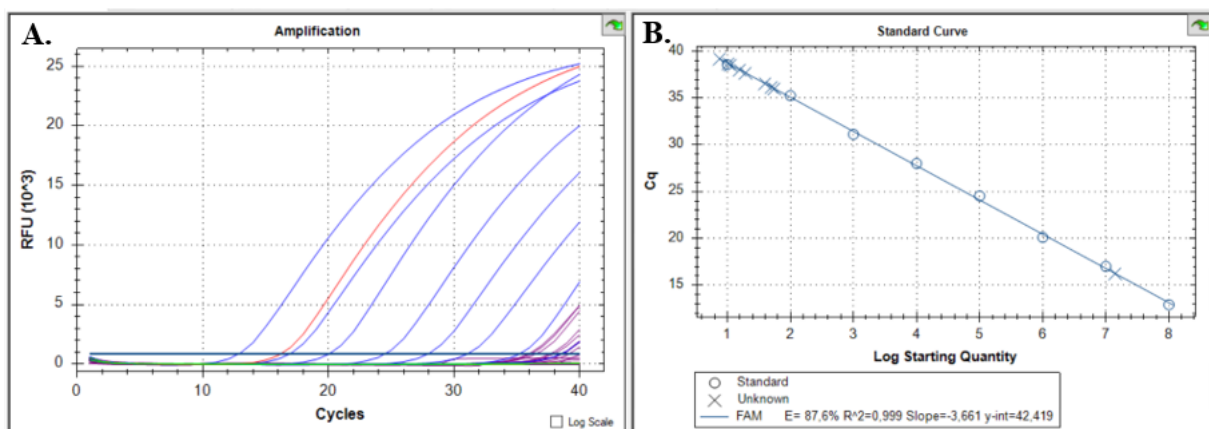 A.
Amplification
RFU (10^3)
25
20
15
10
5
0
0
10
20
30
40
Cycles
Log Scale
B.
Standard Curve
Cq
40
35
30
25
20
15
1
2
3
4
5
6
7
8
Log Starting Quantity
Standard
Unknown
FAM E= 87,6% R^2=0,999 Slope=-3,661 y-int=42,419